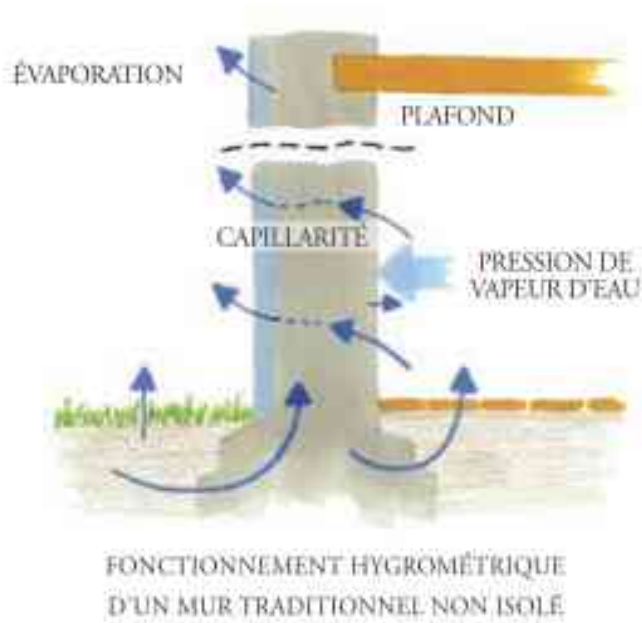 ÉVAPORATION
PLAFOND
CAPILLARITÉ
PRESSION DE
VAPEUR D'EAU
FONCTIONNEMENT HYGROMÉTRIQUE
D'UN MUR TRADITIONNEL NON ISOLÉ